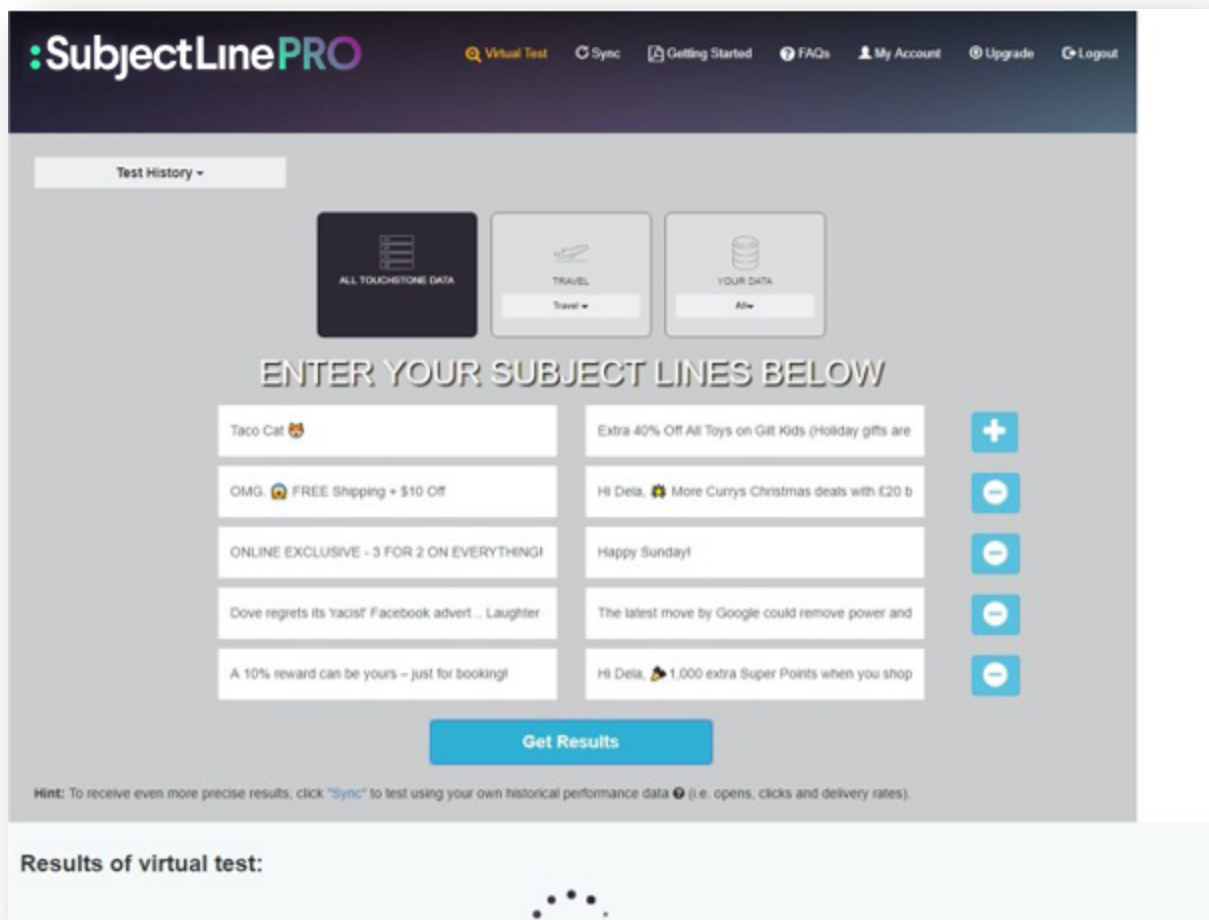 :SubjectLinePRO
Virtual Test Sync Getting Started FAQs My Account Upgrade Logout
Test History
ALL TOUCHSTONE DATA
TRAVEL
Travel
YOUR DATA
All
ENTER YOUR SUBJECT LINES BELOW
Taco Cat 🐯
Extra 40% Off All Toys on Gilt Kids (Holiday gifts are
OMG. 😱 FREE Shipping + $10 Off
Hi Dela, More Currys Christmas deals with £20 b
ONLINE EXCLUSIVE - 3 FOR 2 ON EVERYTHING!
Happy Sunday!
Dove regrets its 'racist' Facebook advert .. Laughter
The latest move by Google could remove power and
A 10% reward can be yours – just for booking!
Hi Dela, 🎉1,000 extra Super Points when you shop
Get Results
Hint: To receive even more precise results, click "Sync" to test using your own historical performance data (i.e. opens, clicks and delivery rates).
Results of virtual test: